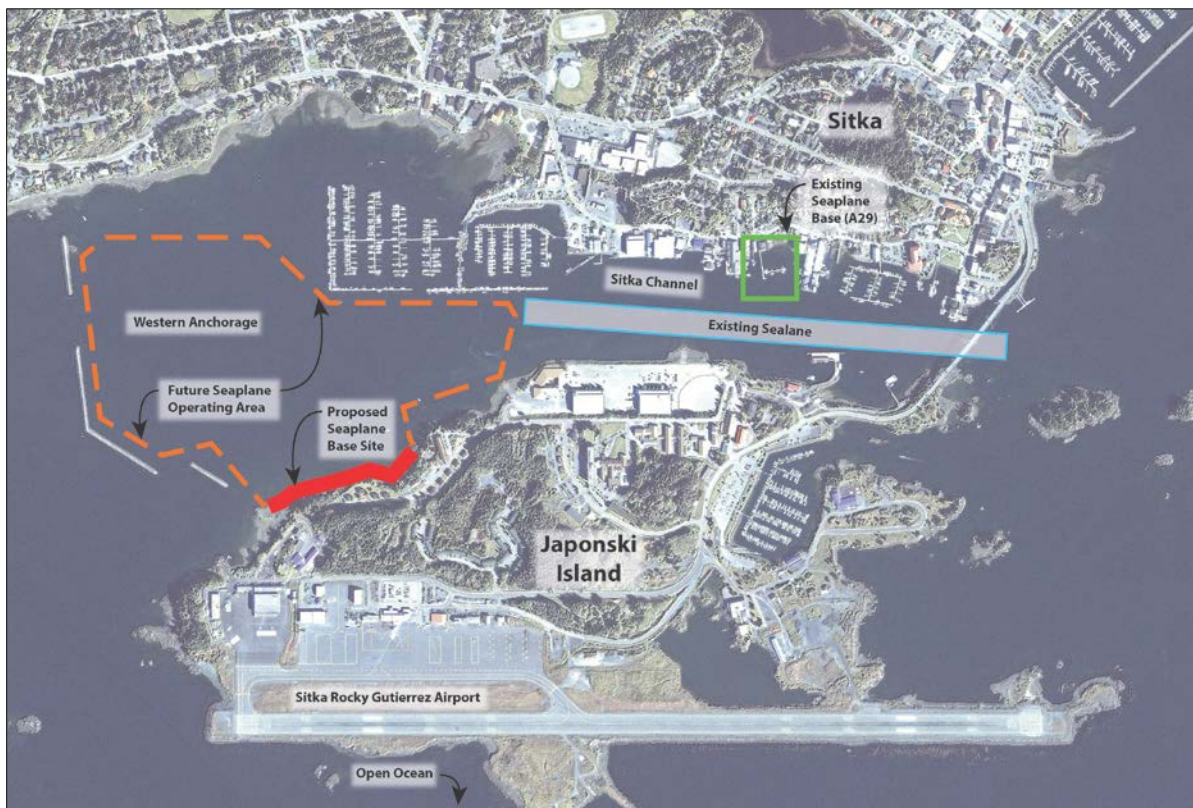 Sitka
Existing
Seaplane
Base (A29)
Sitka Channel
Western Anchorage
Existing Sealane
Future Seaplane
Operating Area
Proposed
Seaplane
Base Site
Japonski
Island
Sitka Rocky Gutierrez Airport
Open Ocean